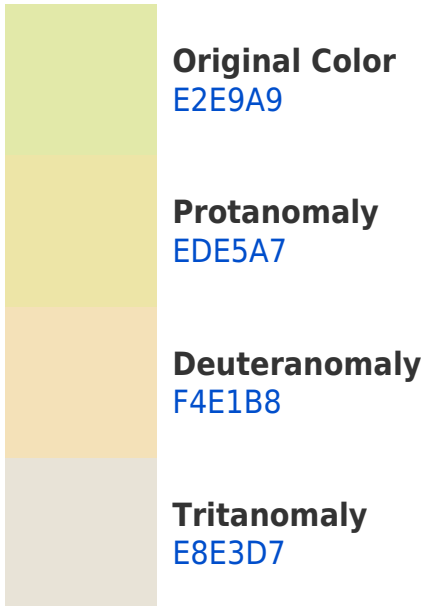 Original Color
E2E9A9
Protanomaly
EDE5A7
Deuteranomaly
F4E1B8
Tritanomaly
E8E3D7